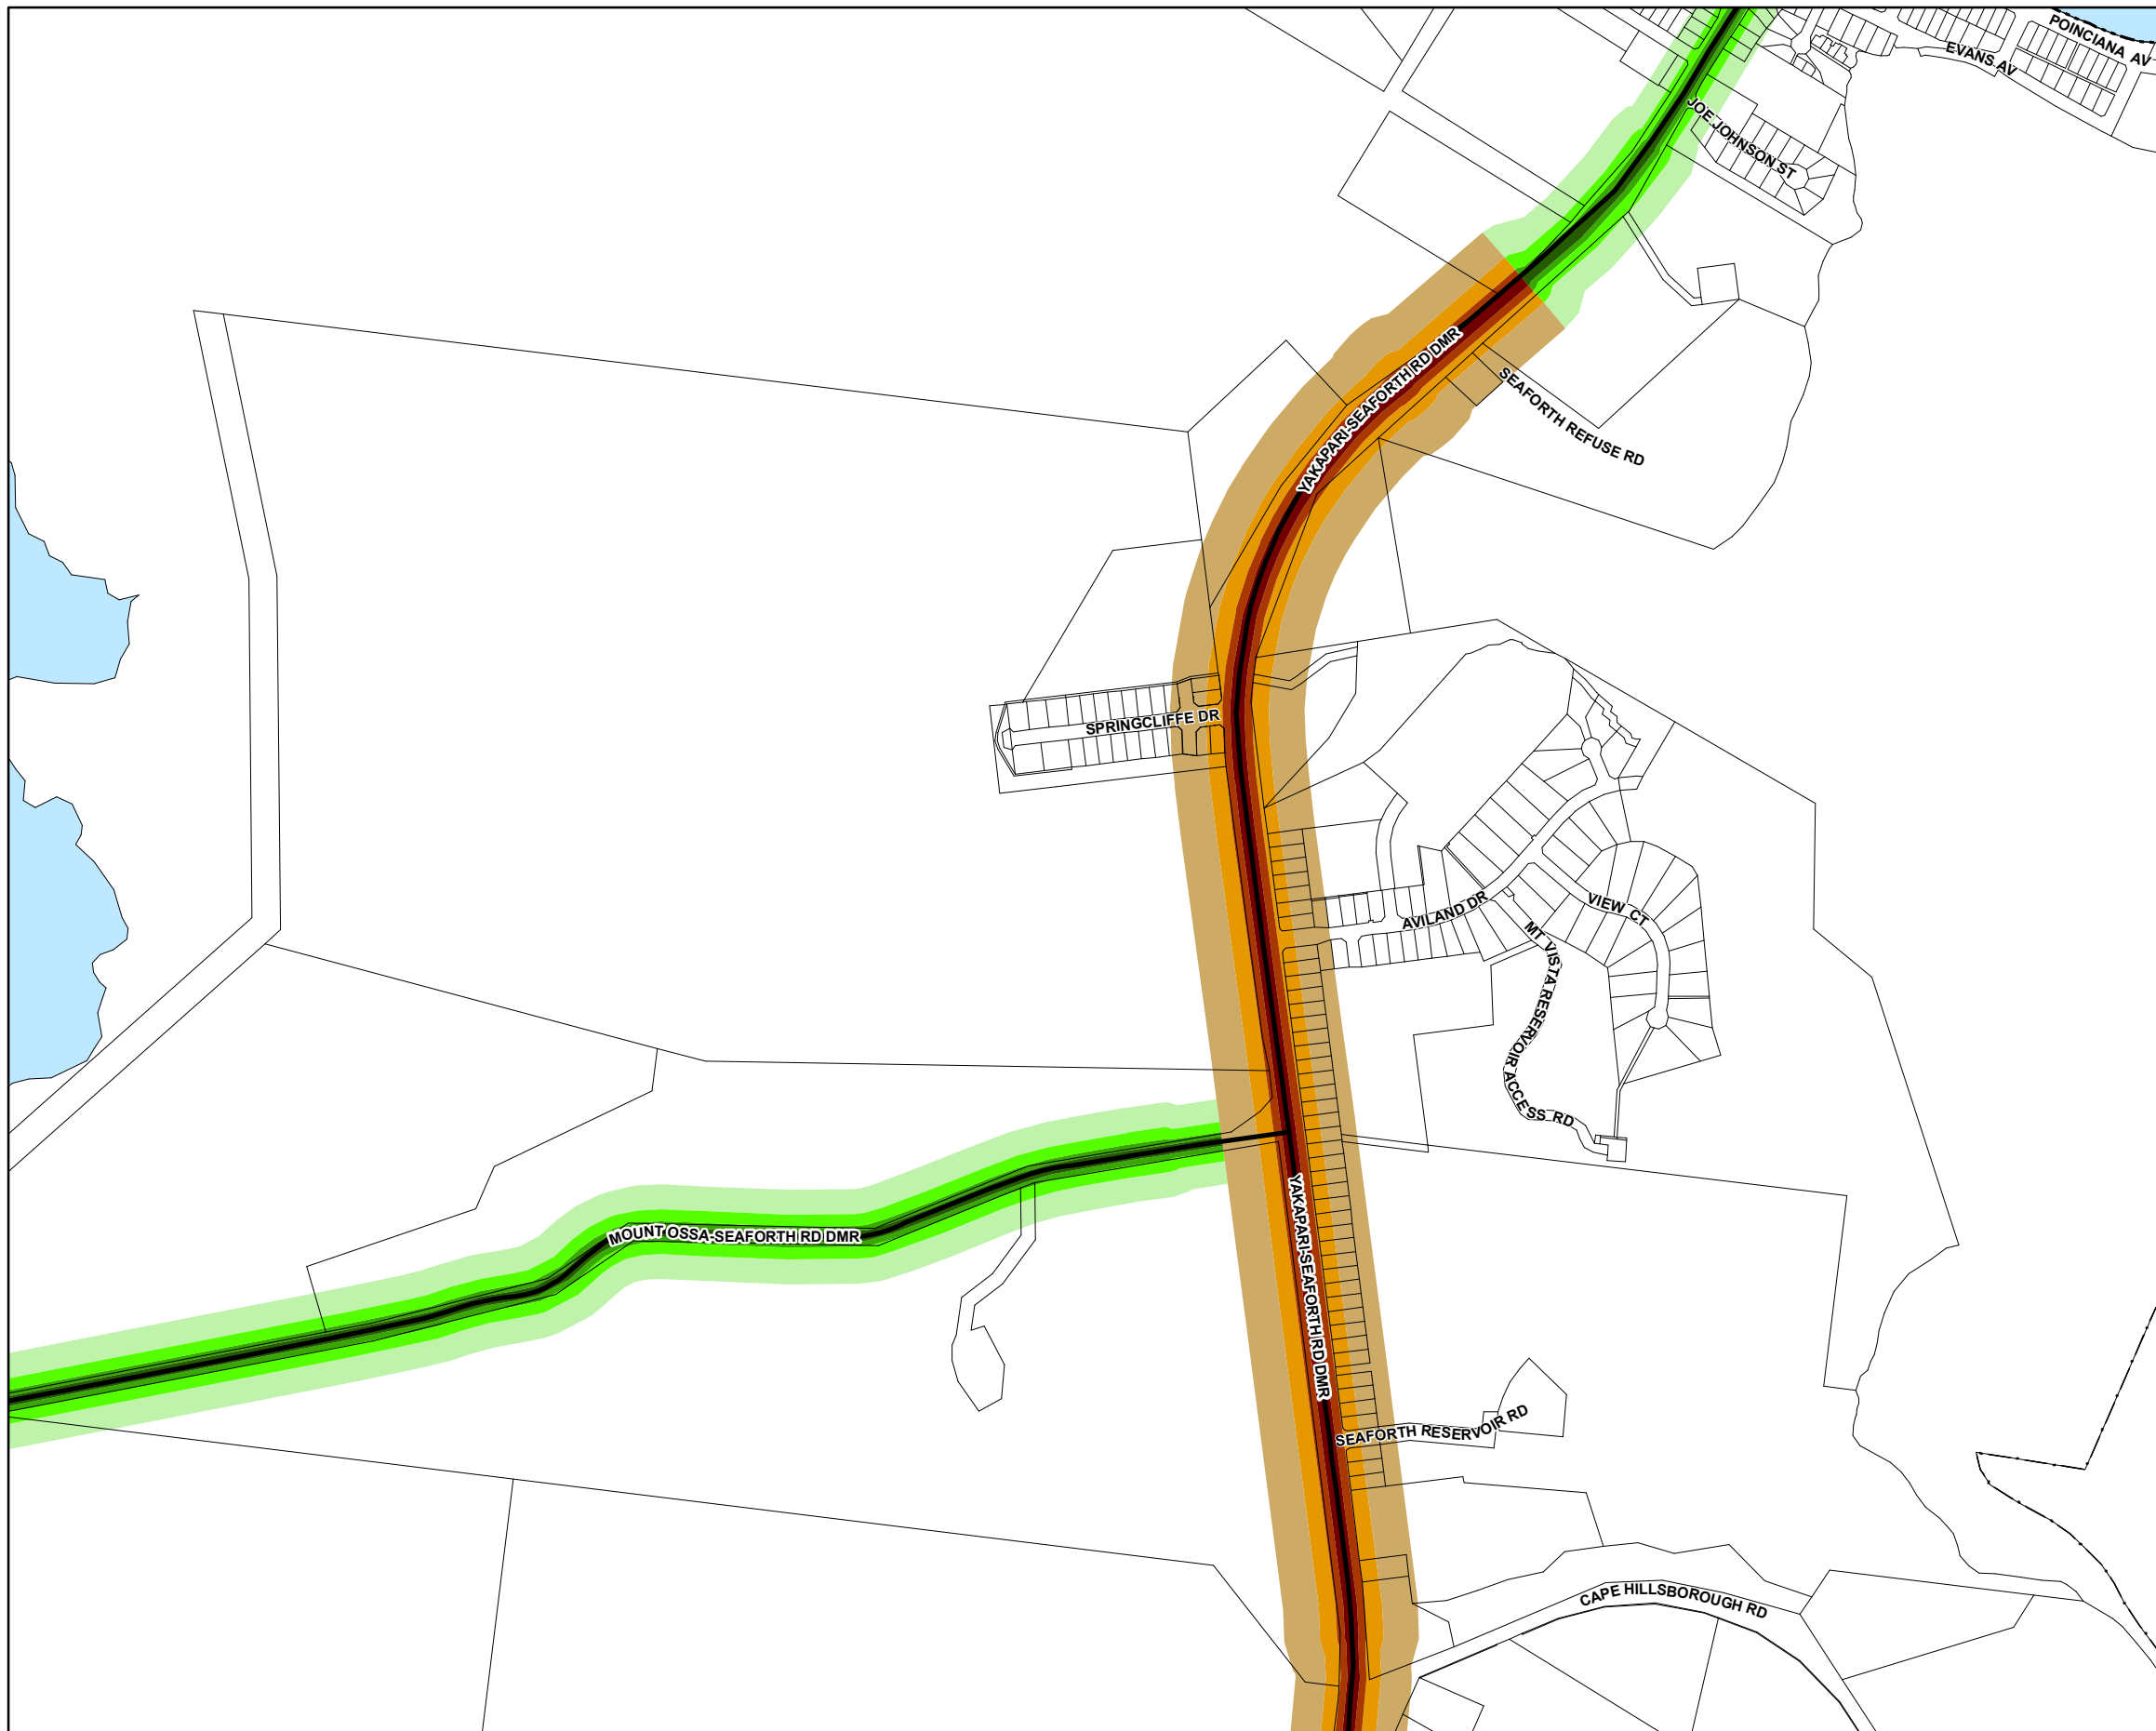 POINCIANA AV
EVANS AV
JOE JOHNSON ST
YAKAPARI-SEAFORTH RD DMR
SEAFORTH REFUSE RD
SPRINGCLIFFE DR
AVILAND DR
VIEW CT
MT VISTA RESERVOIR ACCESS RD
YAKAPARI-SEAFORTH RD DMR
MOUNT OSSA-SEAFORTH RD DMR
SEAFORTH RESERVOIR RD
CAPE HILLSBOROUGH RD